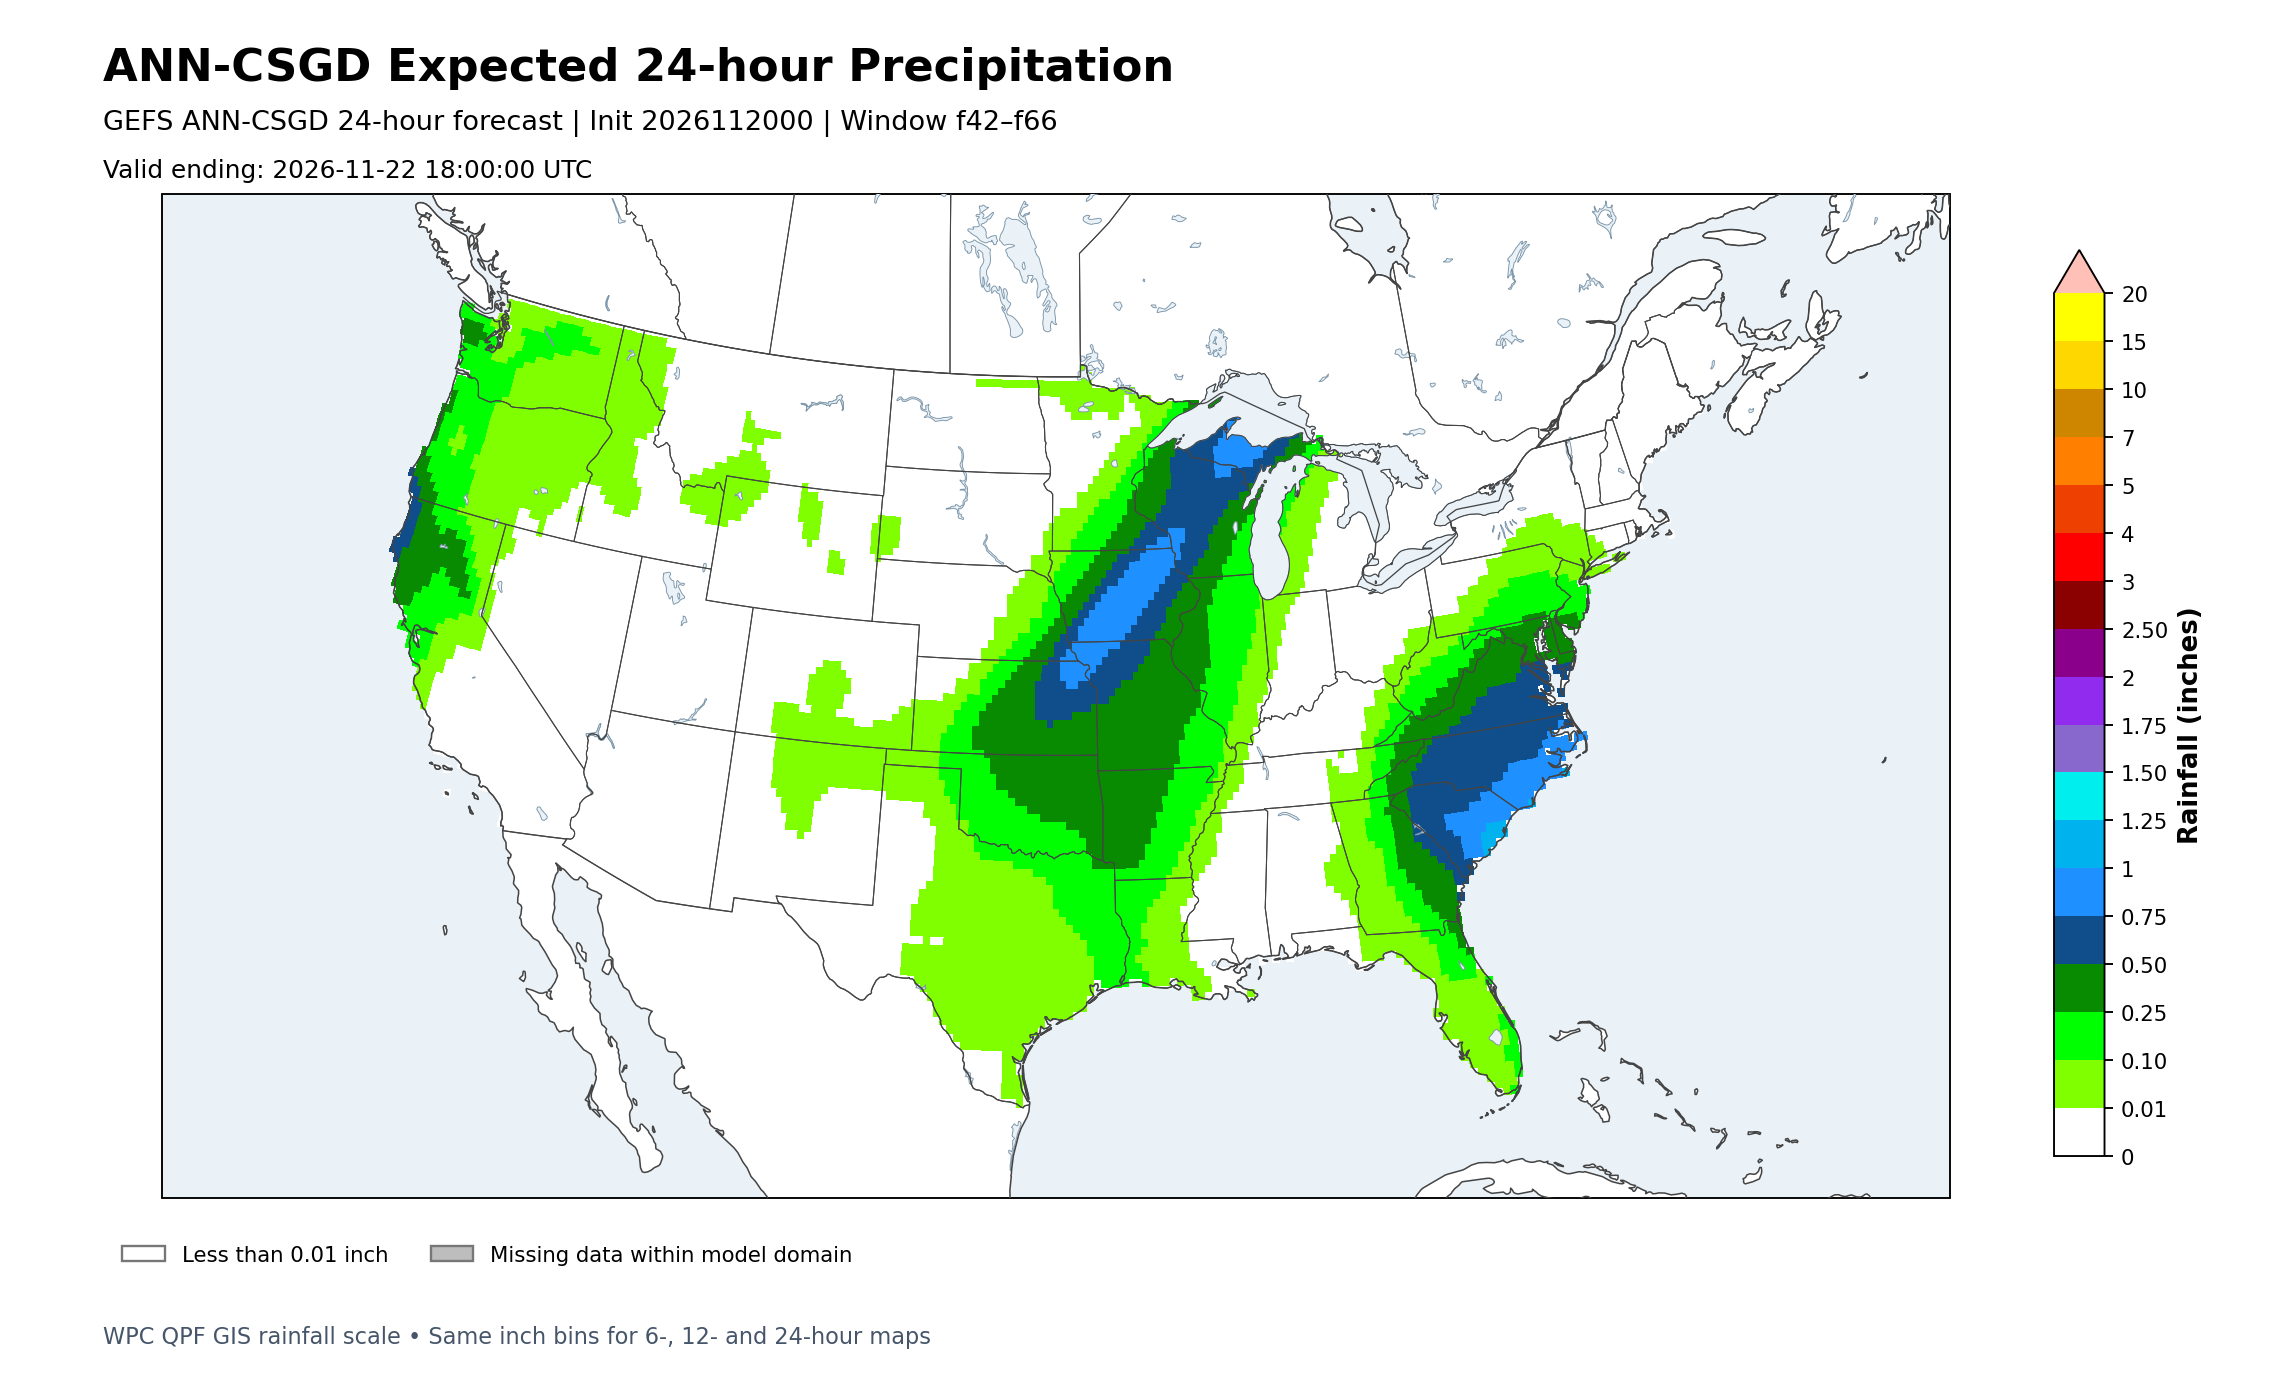 ANN-CSGD Expected 24-hour Precipitation
GEFS ANN-CSGD 24-hour forecast | Init 2026112000 | Window f42–f66
Valid ending: 2026-11-22 18:00:00 UTC
20
15
10
7
5
4
3
2.50
2
1.75
1.50
1.25
1
0.75
0.50
0.25
0.10
0.01
0
Rainfall (inches)
Less than 0.01 inch
Missing data within model domain
WPC QPF GIS rainfall scale • Same inch bins for 6-, 12- and 24-hour maps